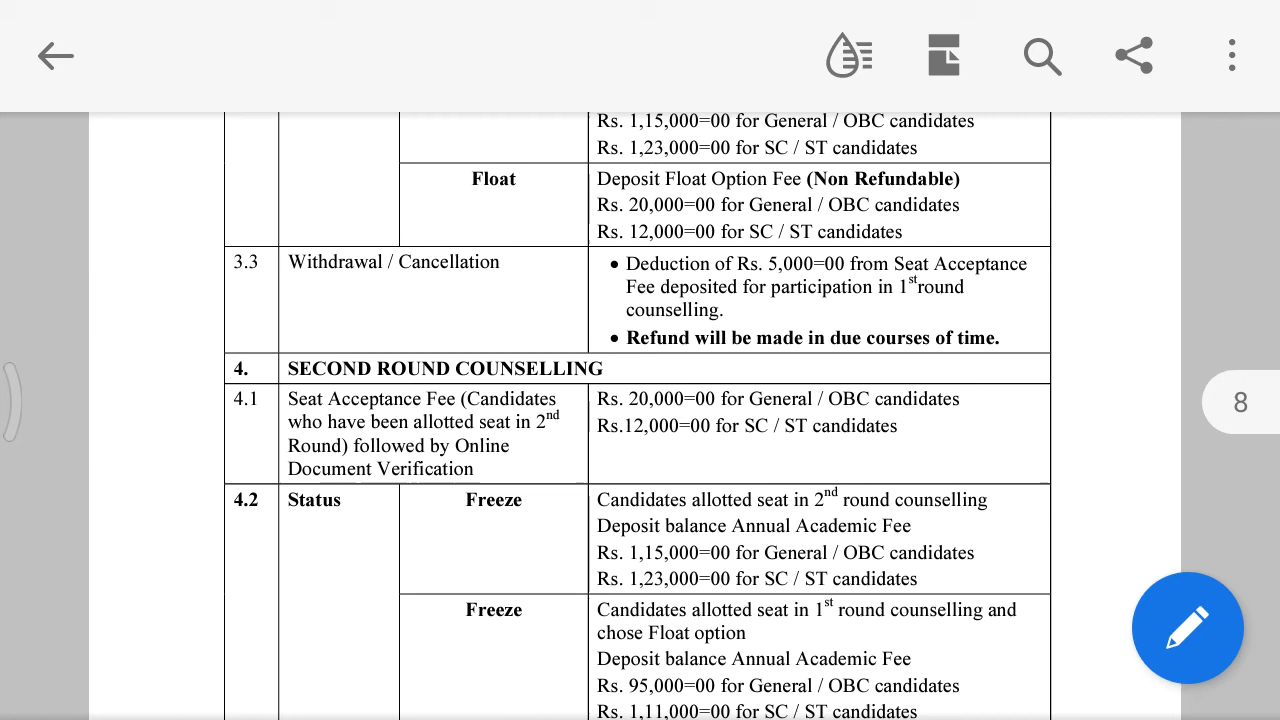 Rs. 1,15,000=00 for General / OBC candidates
Rs. 1,23,000=00 for SC / ST candidates
Float
Deposit Float Option Fee (Non Refundable)
Rs. 20,000=00 for General / OBC candidates
Rs. 12,000=00 for SC / ST candidates
3.3
Withdrawal / Cancellation
• Deduction of Rs. 5,000=00 from Seat Acceptance
Fee deposited for participation in 1stround
counselling.
• Refund will be made in due courses of time.
4.
SECOND ROUND COUNSELLING
4.1
Seat Acceptance Fee (Candidates
who have been allotted seat in 2nd
Round) followed by Online
Document Verification
Rs. 20,000=00 for General / OBC candidates
Rs.12,000=00 for SC / ST candidates
4.2
Status
Freeze
Candidates allotted seat in 2nd round counselling
Deposit balance Annual Academic Fee
Rs. 1,15,000=00 for General / OBC candidates
Rs. 1,23,000=00 for SC / ST candidates
Freeze
Candidates allotted seat in 1st round counselling and
chose Float option
Deposit balance Annual Academic Fee
Rs. 95,000=00 for General / OBC candidates
Rs. 1,11,000=00 for SC / ST candidates
8